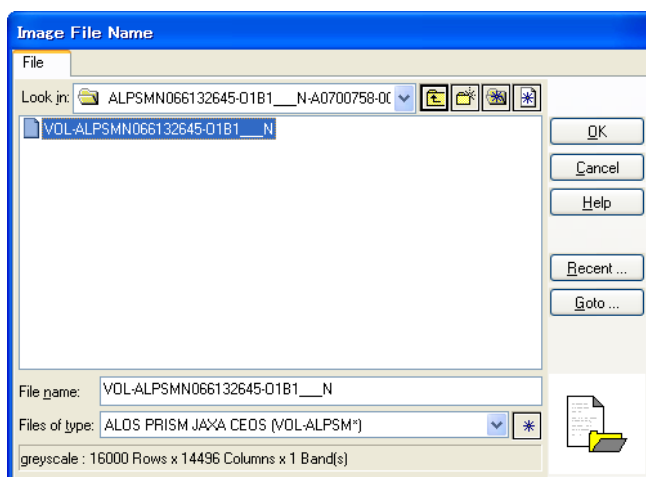 Image File Name
File
Look in: ALPSMN066132645-O1B1___N-A0700758-00
VOL-ALPSMN066132645-O1B1___N
OK
Cancel
Help
Recent ...
Goto ...
File name: VOL-ALPSMN066132645-O1B1___N
Files of type: ALOS PRISM JAXA CEOS (VOL-ALPSM*)
greyscale : 16000 Rows x 14496 Columns x 1 Band(s)